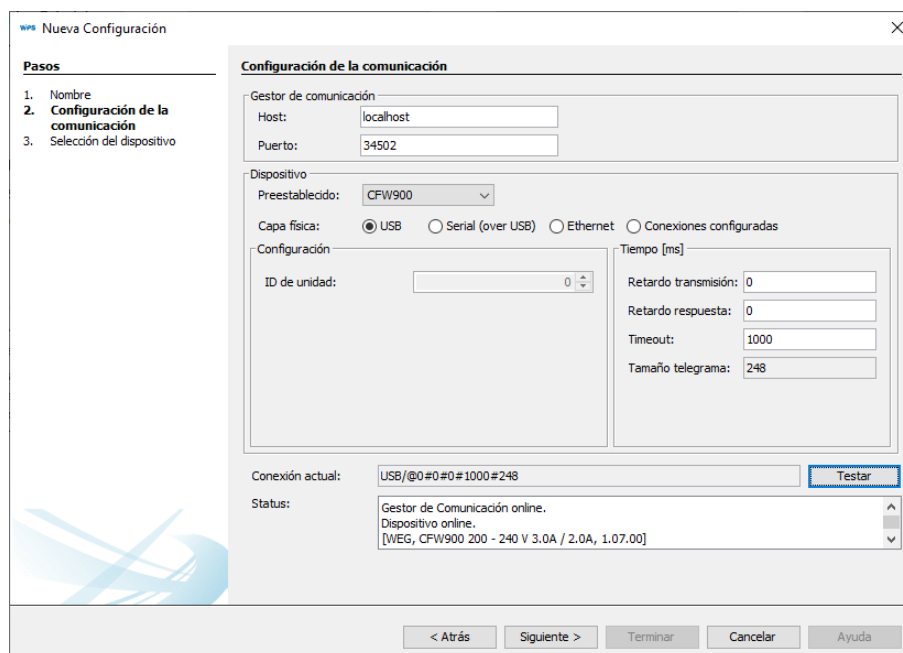 WPS Nueva Configuración
Pasos
1. Nombre
2. Configuración de la
comunicación
3. Selección del dispositivo
Configuración de la comunicación
Gestor de comunicación
Host: localhost
Puerto: 34502
Dispositivo
Preestablecido: CFW900
Capa física: USB Serial (over USB) Ethernet Conexiones configuradas
Configuración
ID de unidad: 0
Tiempo [ms]
Retardo transmisión: 0
Retardo respuesta: 0
Timeout: 1000
Tamaño telegrama: 248
Conexión actual: USB/@0#0#0#1000#248 Testar
Status: Gestor de Comunicación online.
Dispositivo online.
[WEG, CFW900 200 - 240 V 3.0A / 2.0A, 1.07.00]
< Atrás Siguiente > Terminar Cancelar Ayuda